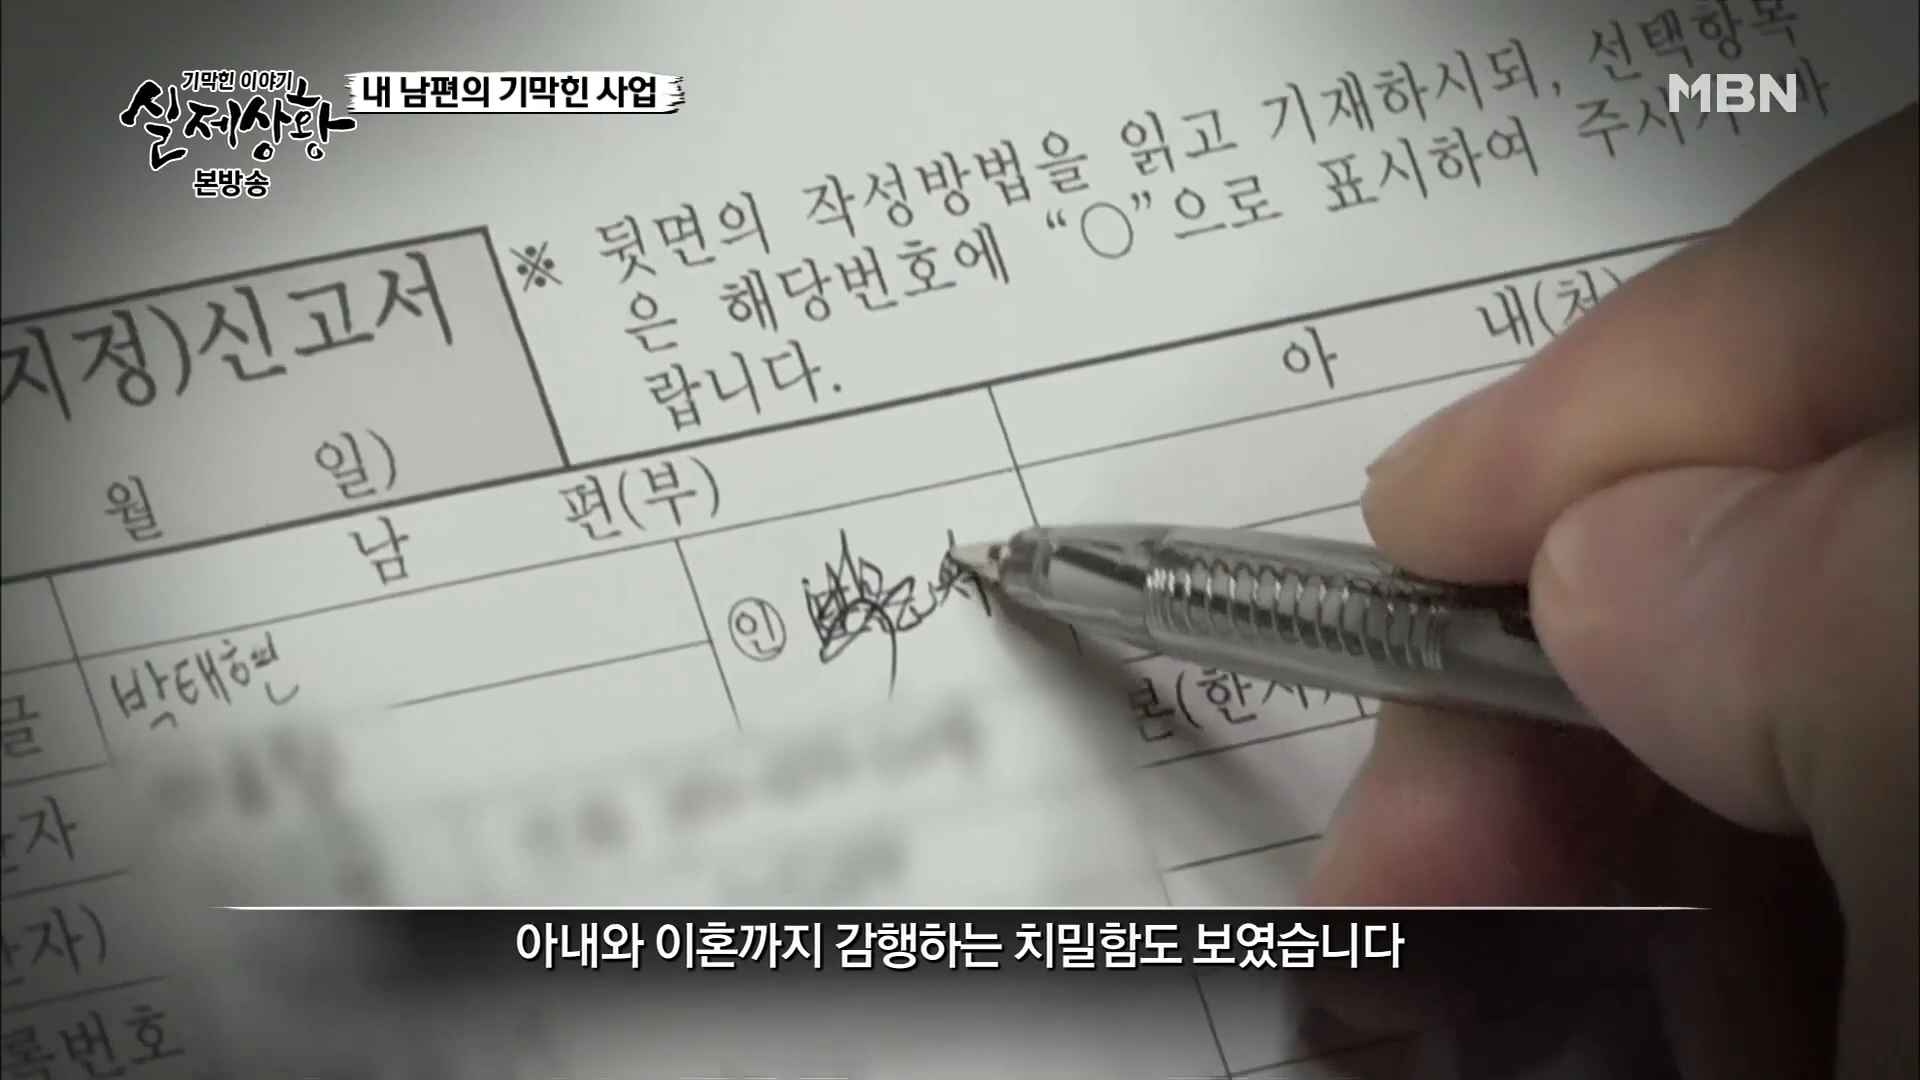 기막힌 이야기
실제상황
본방송
내 남편의 기막힌 사업
MBN
※ 뒷면의 작성방법을 읽고 기재하시되, 선택항목
은 해당번호에 “○”으로 표시하여 주시기 바
랍니다.
지정)신고서
월 일)
남 편(부)
아 내(처)
박태현
인
본(한자)
록번호
아내와 이혼까지 감행하는 치밀함도 보였습니다